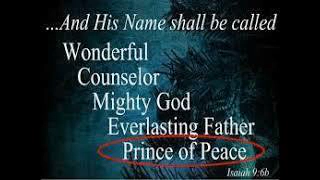 ...And His Name shall be called
Wonderful
Counselor
Mighty God
Everlasting Father
Prince of Peace
Isaiah 9:6b